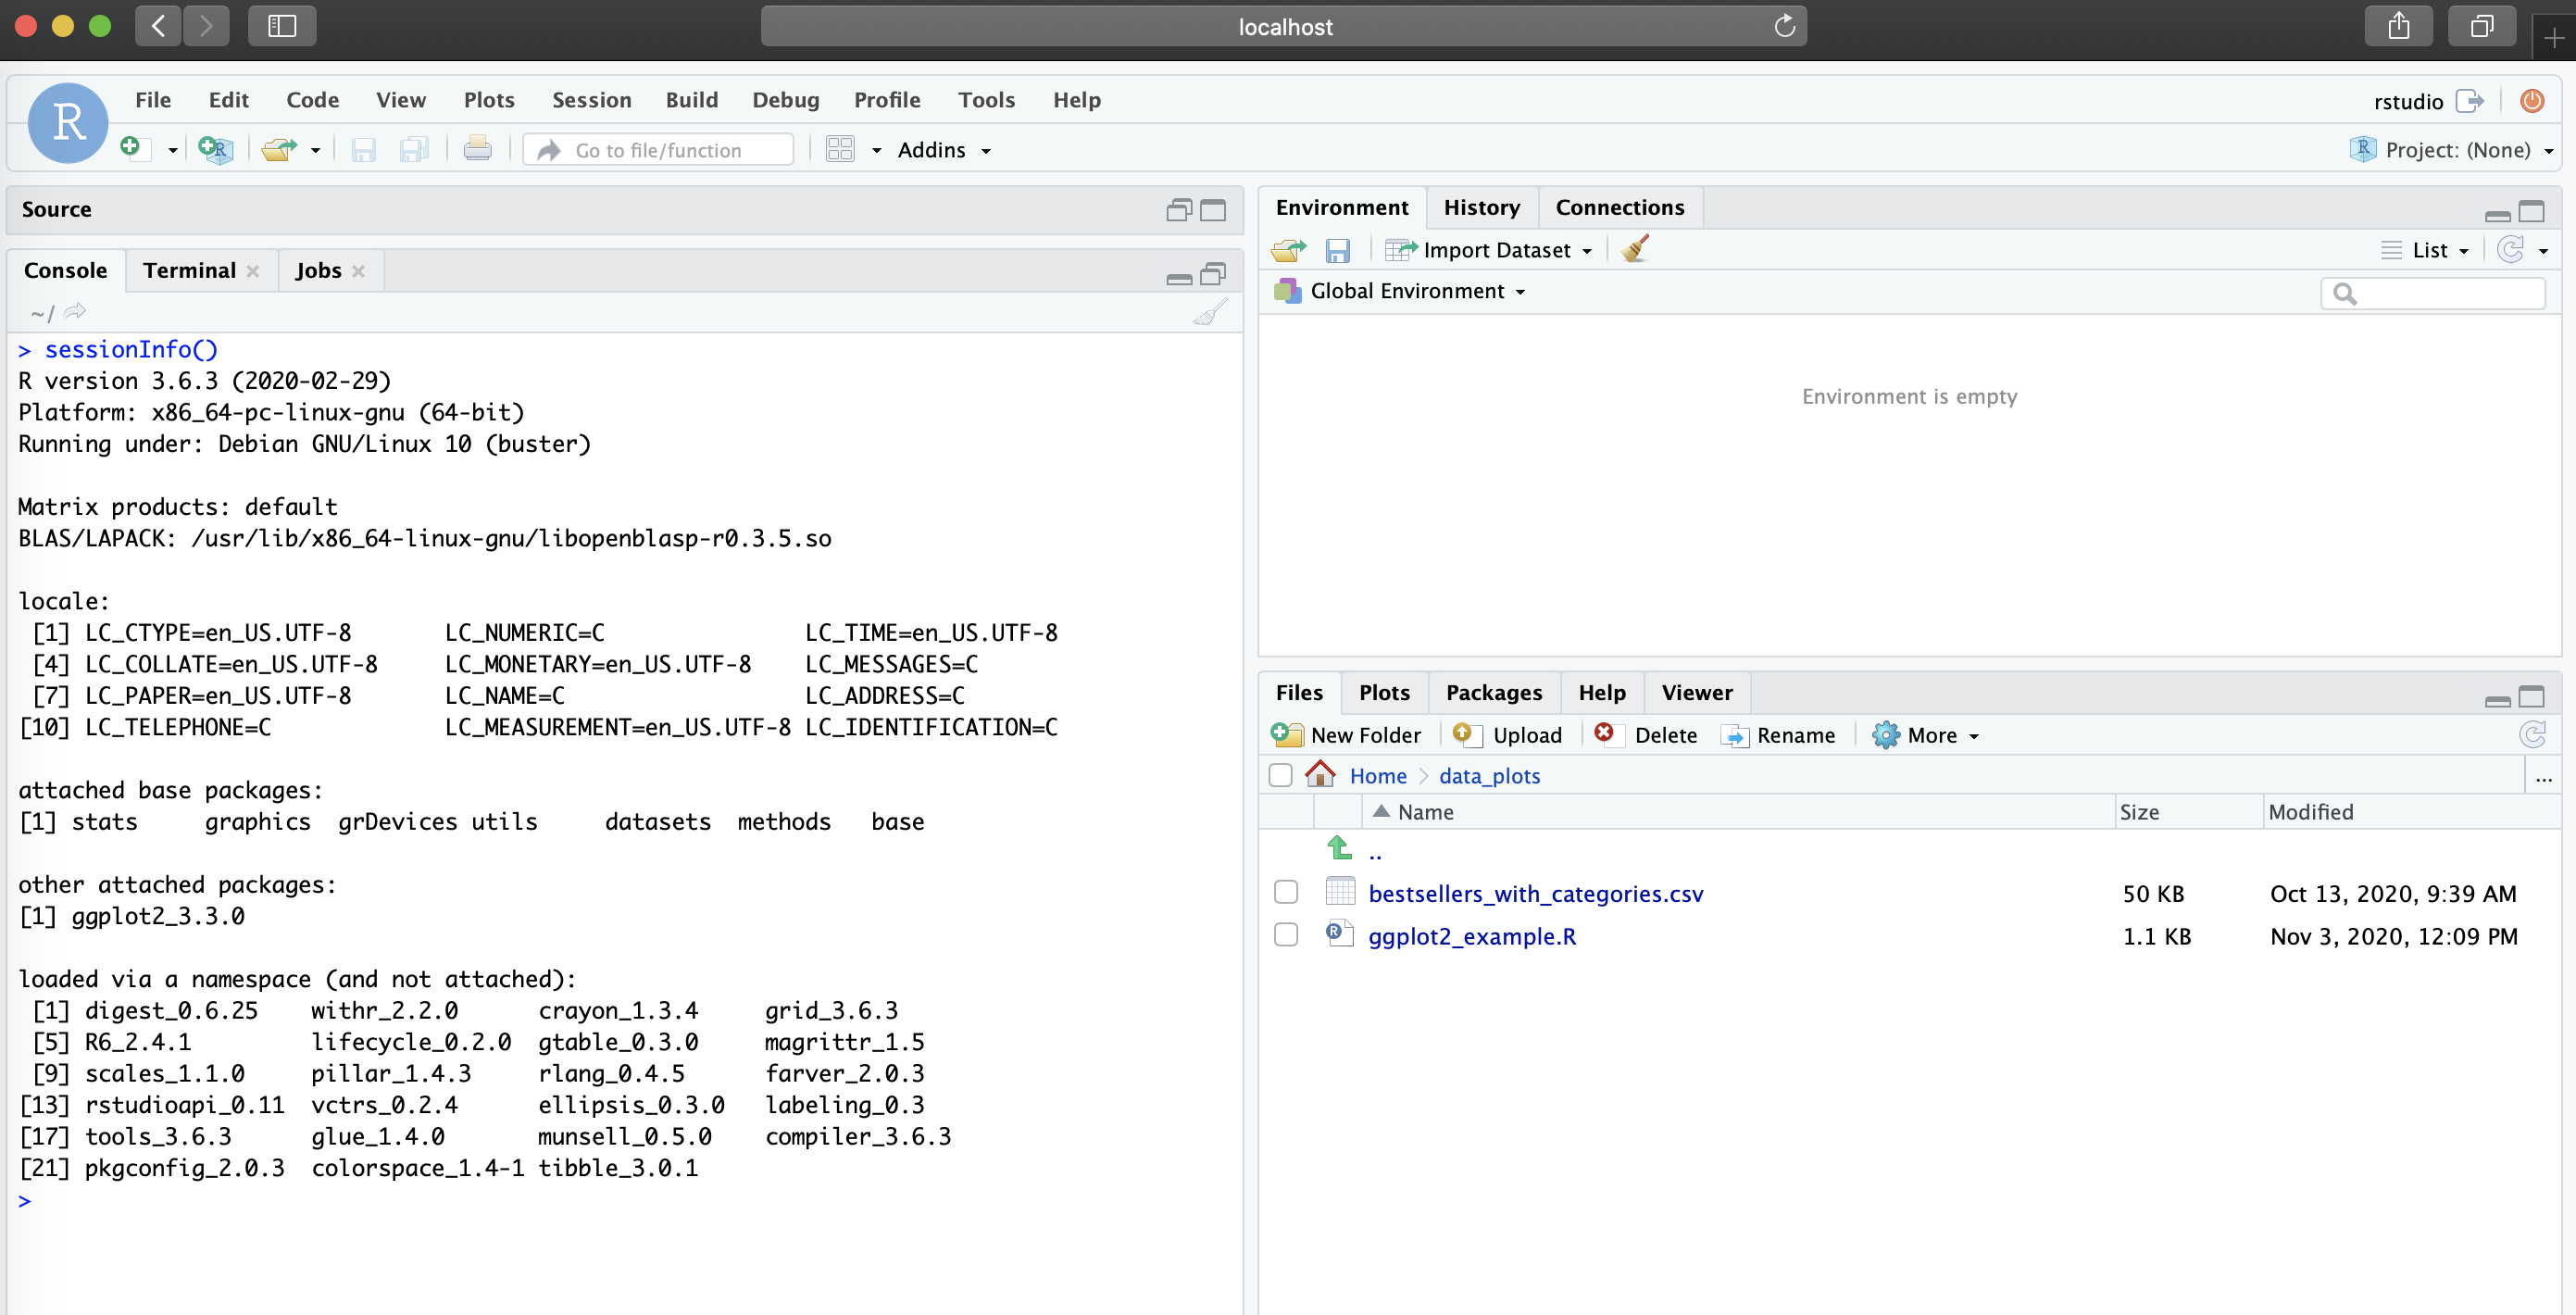 localhost
R
File Edit Code View Plots Session Build Debug Profile Tools Help
rstudio
Go to file/function
Addins
Project: (None)
Source
Console Terminal Jobs
~/
> sessionInfo()
R version 3.6.3 (2020-02-29)
Platform: x86_64-pc-linux-gnu (64-bit)
Running under: Debian GNU/Linux 10 (buster)
Matrix products: default
BLAS/LAPACK: /usr/lib/x86_64-linux-gnu/libopenblasp-r0.3.5.so
locale:
[1] LC_CTYPE=en_US.UTF-8 LC_NUMERIC=C LC_TIME=en_US.UTF-8
[4] LC_COLLATE=en_US.UTF-8 LC_MONETARY=en_US.UTF-8 LC_MESSAGES=C
[7] LC_PAPER=en_US.UTF-8 LC_NAME=C LC_ADDRESS=C
[10] LC_TELEPHONE=C LC_MEASUREMENT=en_US.UTF-8 LC_IDENTIFICATION=C
attached base packages:
[1] stats graphics grDevices utils datasets methods base
other attached packages:
[1] ggplot2_3.3.0
loaded via a namespace (and not attached):
[1] digest_0.6.25 withr_2.2.0 crayon_1.3.4 grid_3.6.3
[5] R6_2.4.1 lifecycle_0.2.0 gtable_0.3.0 magrittr_1.5
[9] scales_1.1.0 pillar_1.4.3 rlang_0.4.5 farver_2.0.3
[13] rstudioapi_0.11 vctrs_0.2.4 ellipsis_0.3.0 labeling_0.3
[17] tools_3.6.3 glue_1.4.0 munsell_0.5.0 compiler_3.6.3
[21] pkgconfig_2.0.3 colorspace_1.4-1 tibble_3.0.1
>
Environment History Connections
Import Dataset
List
Global Environment
Environment is empty
Files Plots Packages Help Viewer
New Folder Upload Delete Rename More
Home data_plots ...
Name Size Modified
..
bestsellers_with_categories.csv 50 KB Oct 13, 2020, 9:39 AM
ggplot2_example.R 1.1 KB Nov 3, 2020, 12:09 PM